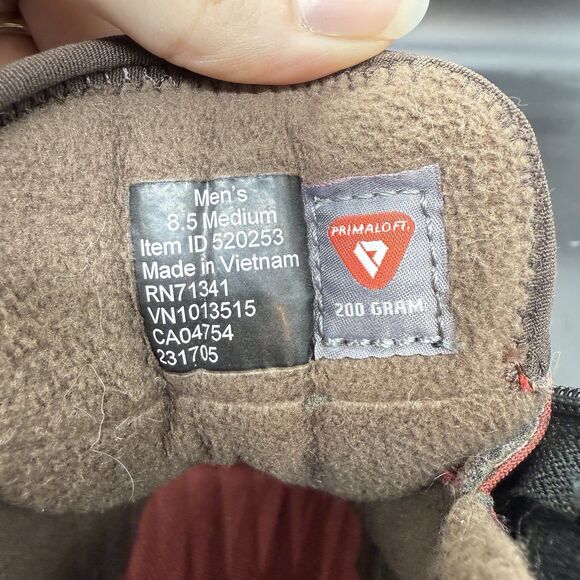 Men's
8.5 Medium
Item ID 520253
Made in Vietnam
RN71341
VN1013515
CA04754
231705
PRIMALOFT.
200 GRAM